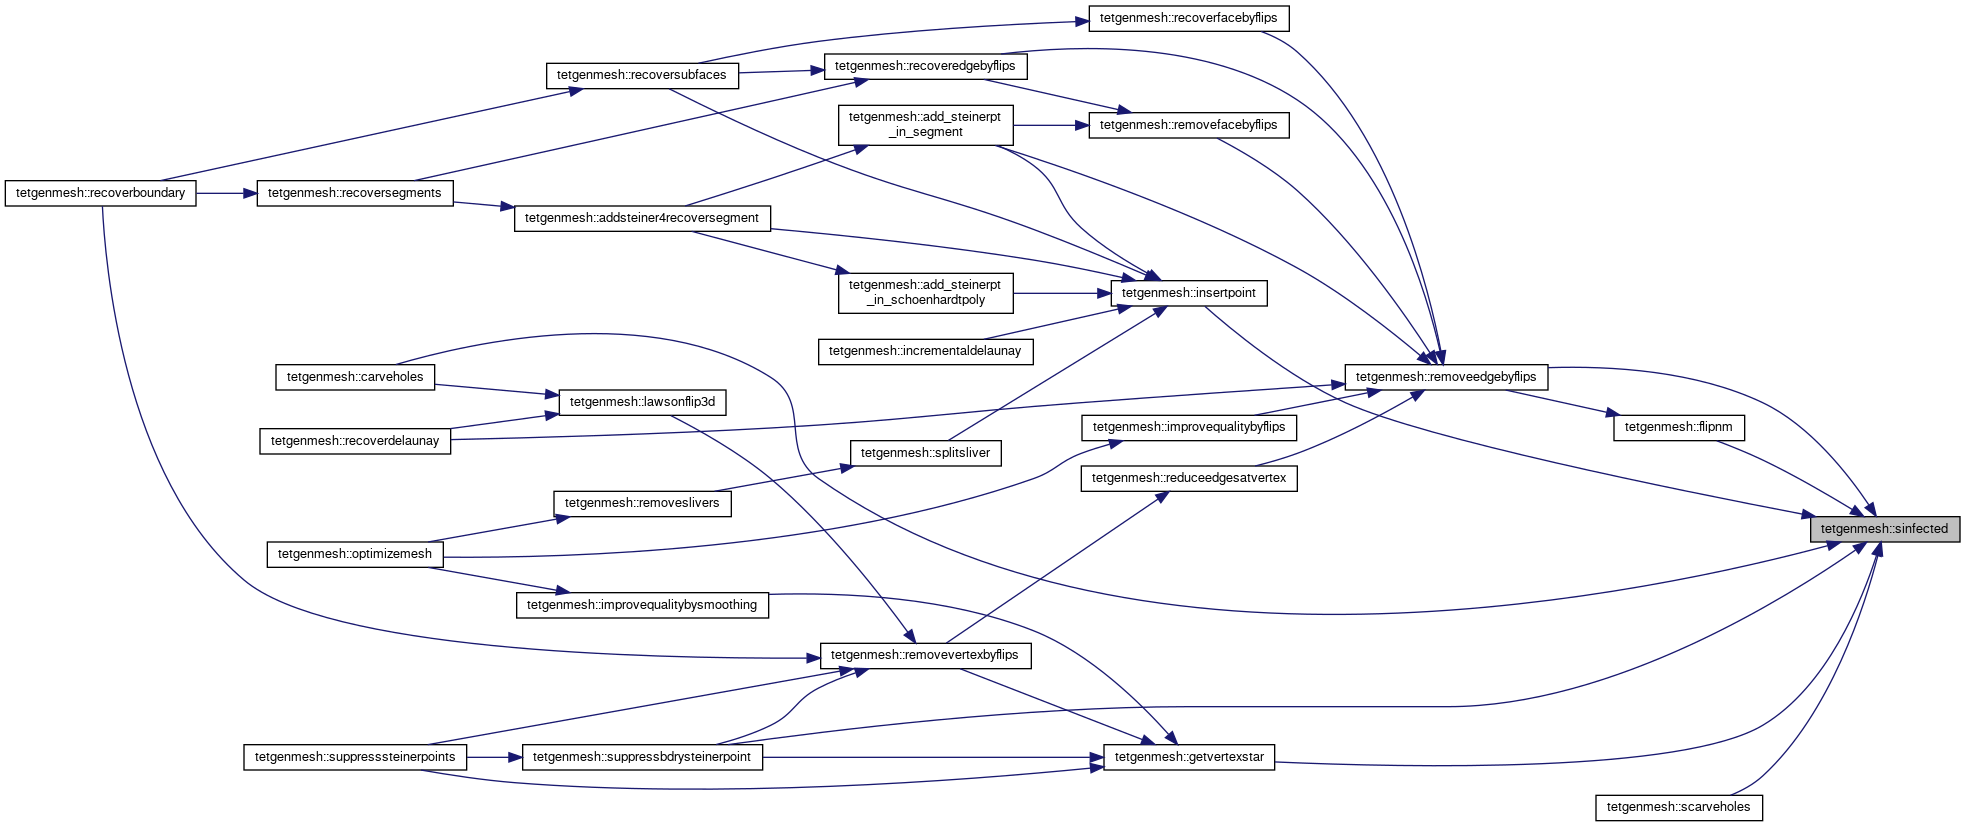 tetgenmesh::recoverfacebyflips
tetgenmesh::recoveredgebyflips
tetgenmesh::recoversubfaces
tetgenmesh::add_steinerpt
_in_segment
tetgenmesh::removefacebyflips
tetgenmesh::recoverboundary
tetgenmesh::recoversegments
tetgenmesh::addsteiner4recoversegment
tetgenmesh::add_steinerpt
_in_schoenhardtpoly
tetgenmesh::insertpoint
tetgenmesh::incrementaldelaunay
tetgenmesh::carveholes
tetgenmesh::removeedgebyflips
tetgenmesh::lawsonflip3d
tetgenmesh::recoverdelaunay
tetgenmesh::improvequalitybyflips
tetgenmesh::flipnm
tetgenmesh::splitsliver
tetgenmesh::reduceedgesatvertex
tetgenmesh::removeslivers
tetgenmesh::sinfected
tetgenmesh::optimizemesh
tetgenmesh::improvequalitybysmoothing
tetgenmesh::removevertexbyflips
tetgenmesh::suppresssteinerpoints
tetgenmesh::suppressbdrysteinerpoint
tetgenmesh::getvertexstar
tetgenmesh::scarveholes